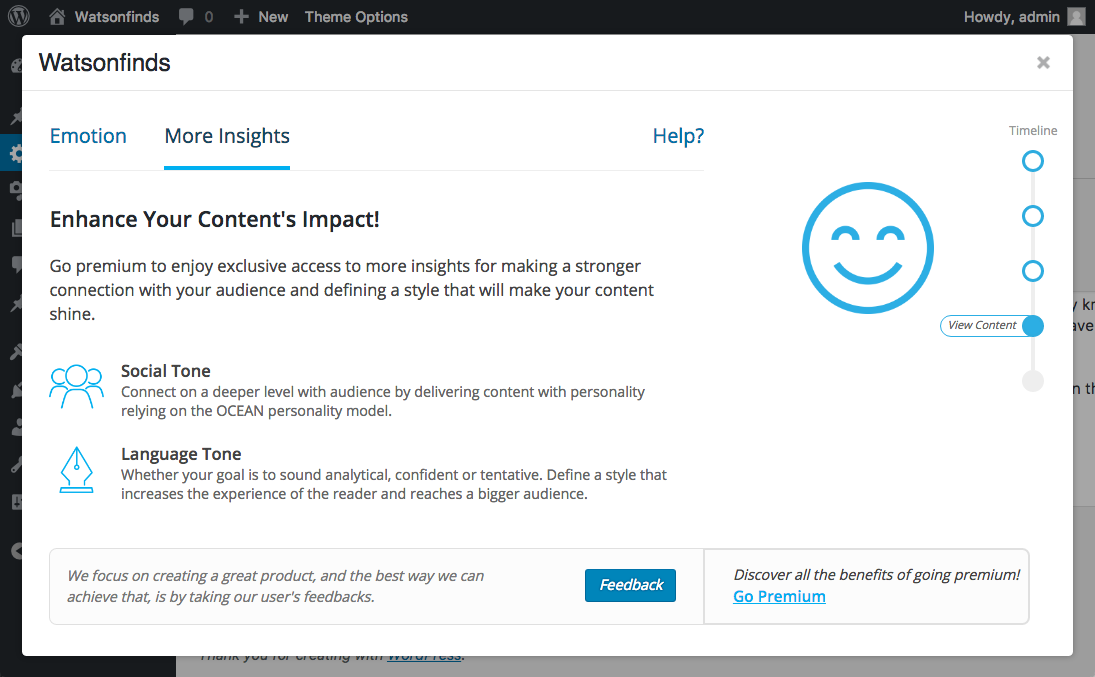 Watsonfinds 0 New Theme Options Howdy, admin
Watsonfinds
Emotion More Insights Help?
Timeline
Enhance Your Content's Impact!
Go premium to enjoy exclusive access to more insights for making a stronger
connection with your audience and defining a style that will make your content
shine.
View Content
Social Tone
Connect on a deeper level with audience by delivering content with personality
relying on the OCEAN personality model.
Language Tone
Whether your goal is to sound analytical, confident or tentative. Define a style that
increases the experience of the reader and reaches a bigger audience.
We focus on creating a great product, and the best way we can
achieve that, is by taking our user's feedbacks.
Feedback
Discover all the benefits of going premium!
Go Premium
Thank you for creating with WordPress.